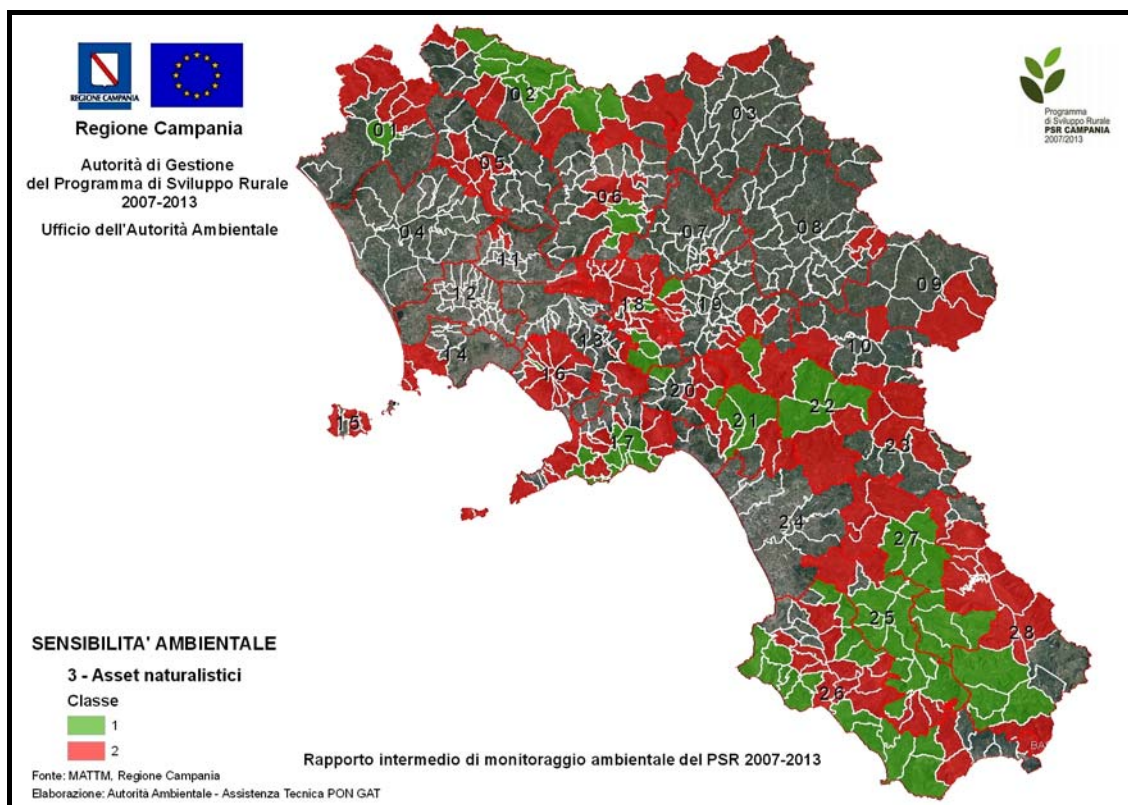 REGIONE CAMPANIA
Regione Campania
Autorità di Gestione
del Programma di Sviluppo Rurale
2007-2013
Ufficio dell'Autorità Ambientale
Programma
di Sviluppo Rurale
PSR CAMPANIA
2007/2013
01
02
03
04
05
06
07
08
09
10
11
12
13
14
15
16
17
18
19
20
21
22
23
24
25
26
27
28
BA
SENSIBILITA' AMBIENTALE
3 - Asset naturalistici
Classe
1
2
Rapporto intermedio di monitoraggio ambientale del PSR 2007-2013
Fonte: MATTM, Regione Campania
Elaborazione: Autorità Ambientale - Assistenza Tecnica PON GAT